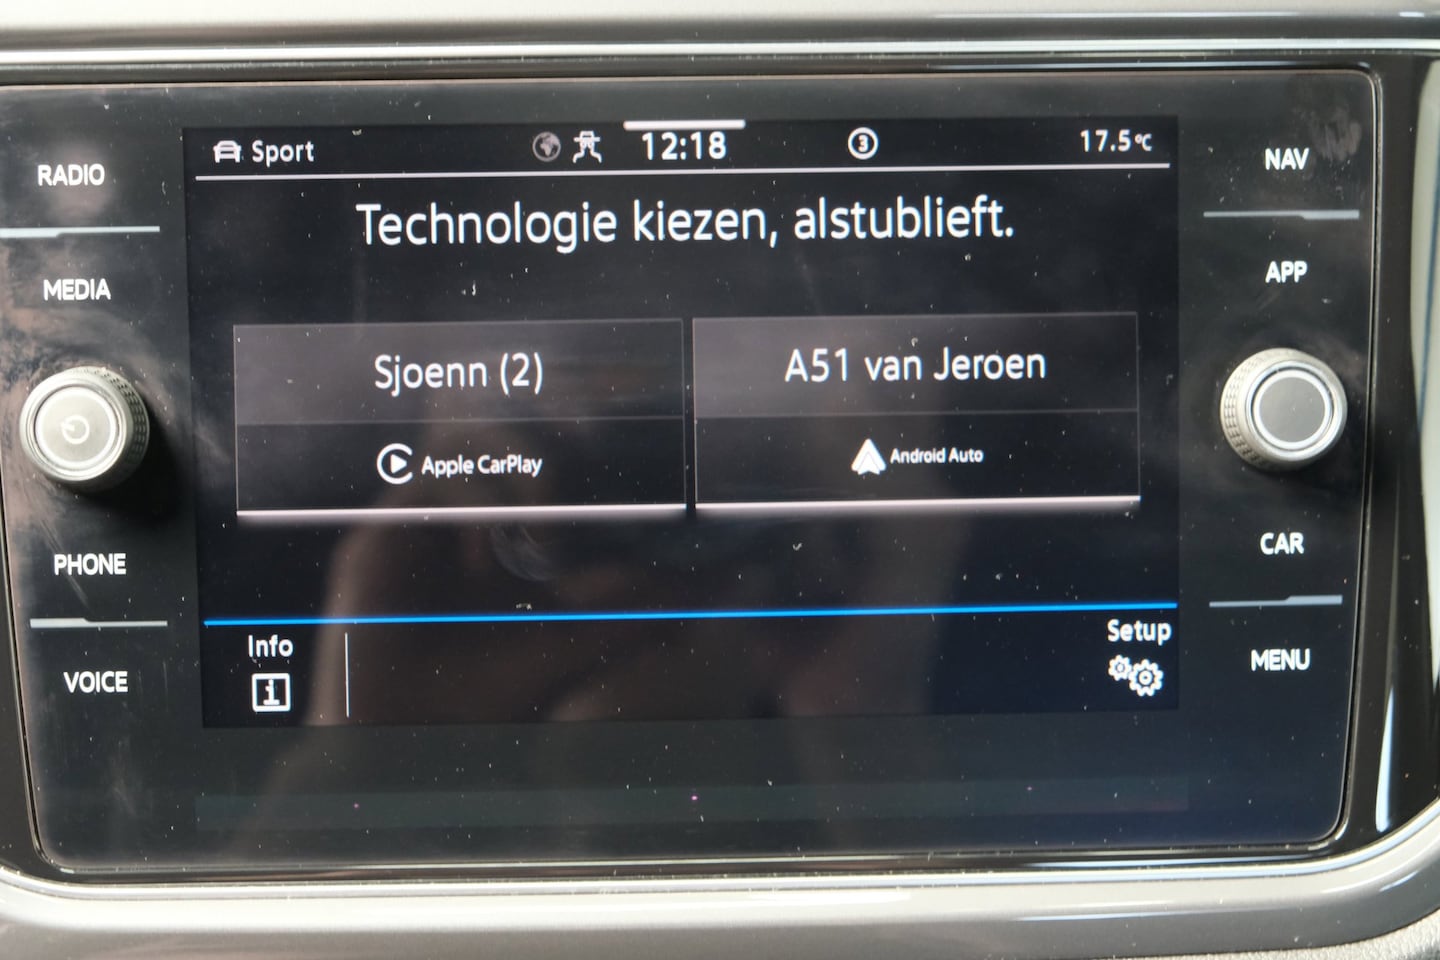 RADIO
MEDIA
PHONE
VOICE
Sport
12:18
3
17.5°C
Technologie kiezen, alstublieft.
Sjoenn (2)
Apple CarPlay
A51 van Jeroen
Android Auto
Info
i
Setup
NAV
APP
CAR
MENU